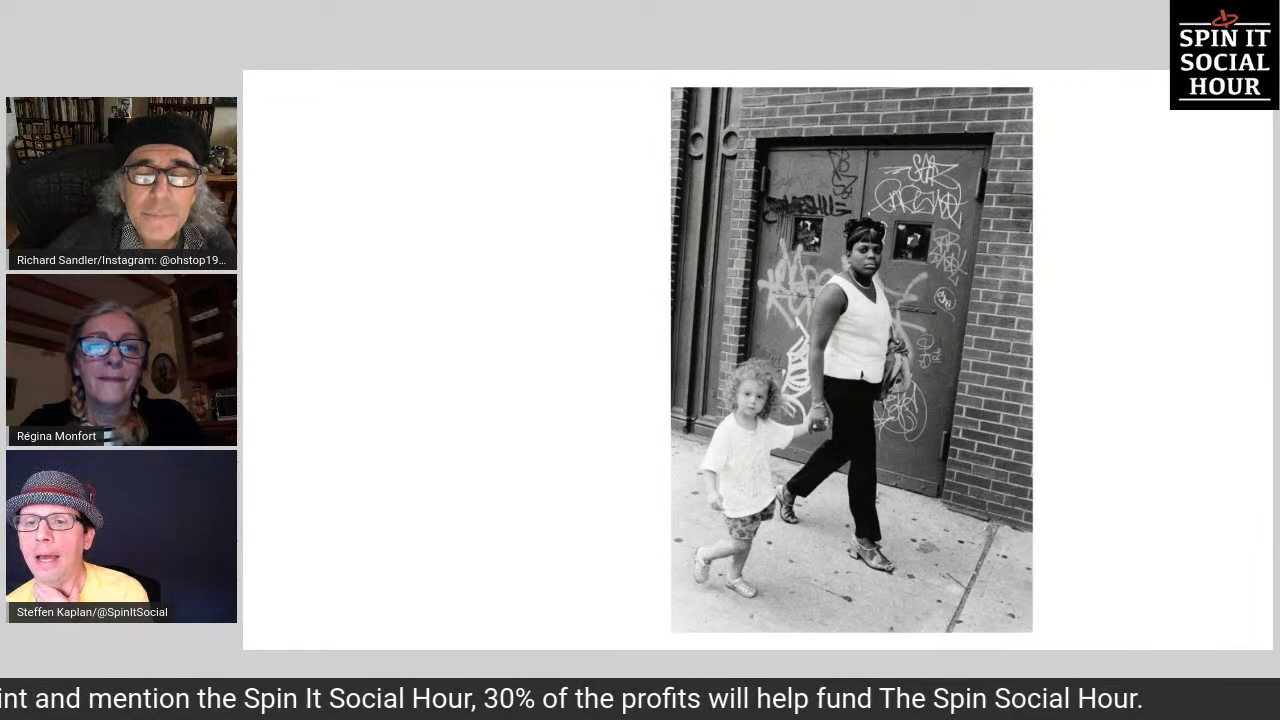 SPIN IT
SOCIAL
HOUR
Richard Sandler/Instagram: @ohstop19…
Régina Monfort
Steffen Kaplan/@SpinItSocial
int and mention the Spin It Social Hour, 30% of the profits will help fund The Spin Social Hour.